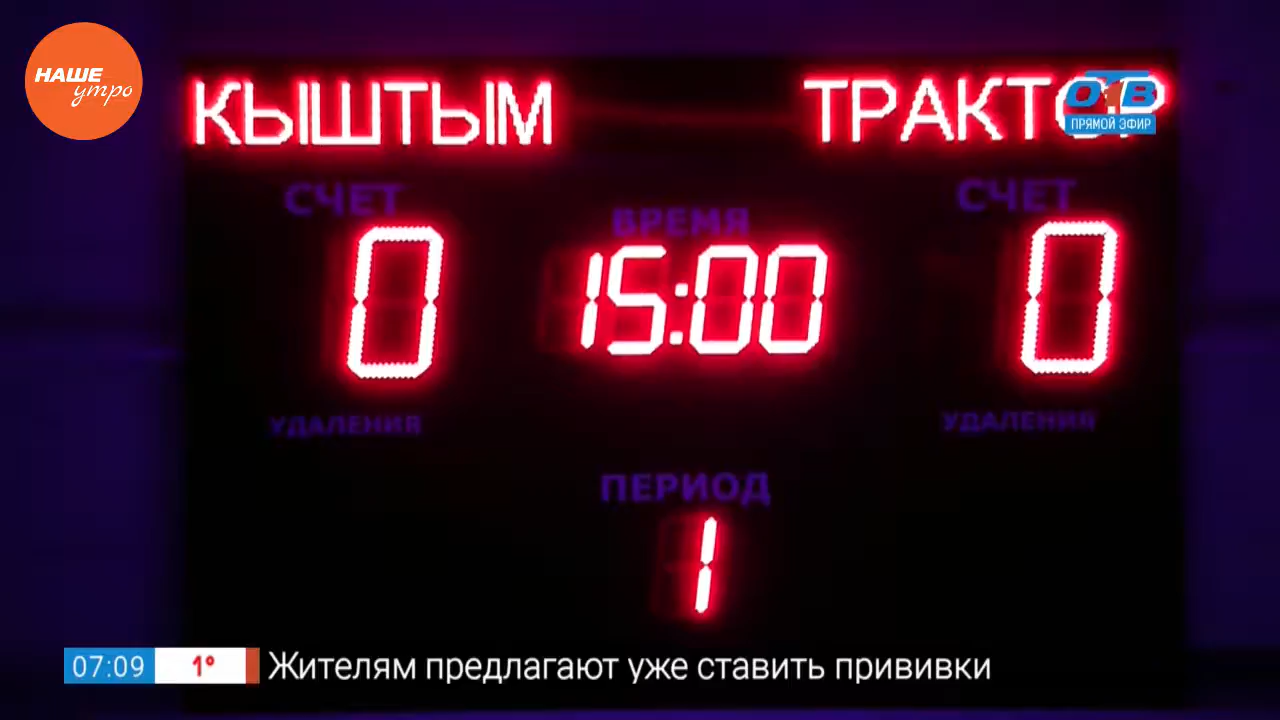 НАШЕ
утро
КЫШТЫМ
ТРАКТОР
ОТВ
ПРЯМОЙ ЭФИР
СЧЕТ
ВРЕМЯ
СЧЕТ
0
15:00
0
УДАЛЕНИЯ
УДАЛЕНИЯ
ПЕРИОД
1
07:09 1° Жителям предлагают уже ставить прививки